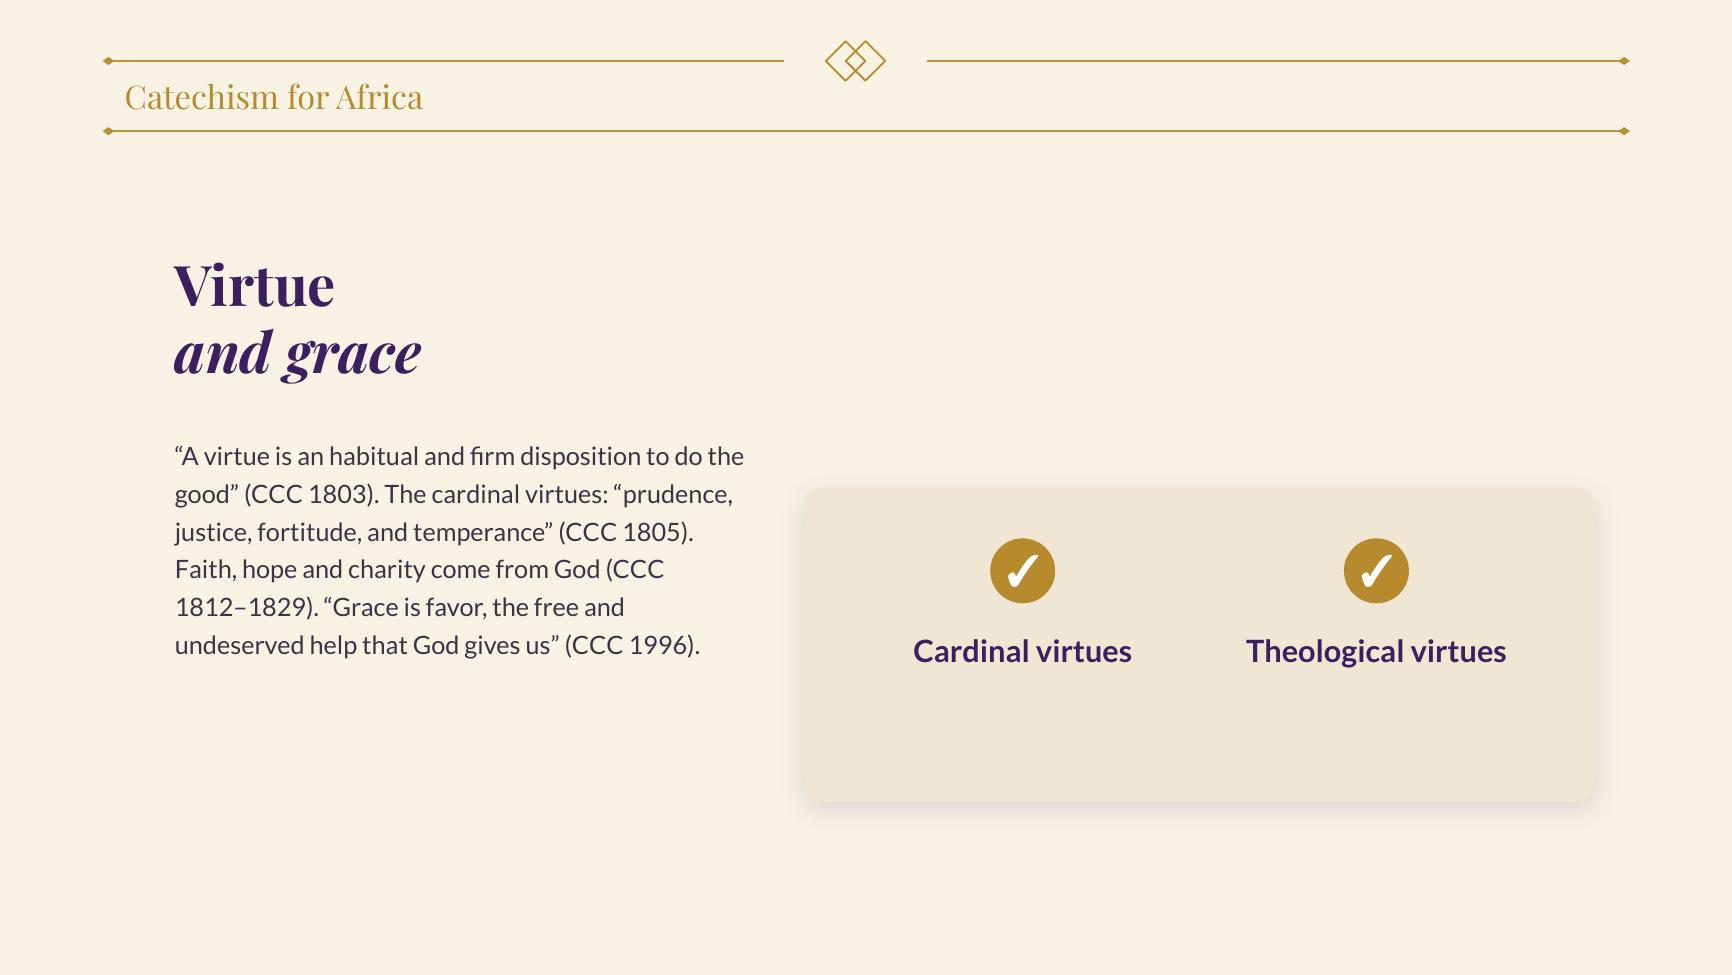 Catechism for Africa
Virtue
and grace
“A virtue is an habitual and firm disposition to do the
good” (CCC 1803). The cardinal virtues: “prudence,
justice, fortitude, and temperance” (CCC 1805).
Faith, hope and charity come from God (CCC
1812–1829). “Grace is favor, the free and
undeserved help that God gives us” (CCC 1996).
Cardinal virtues
Theological virtues